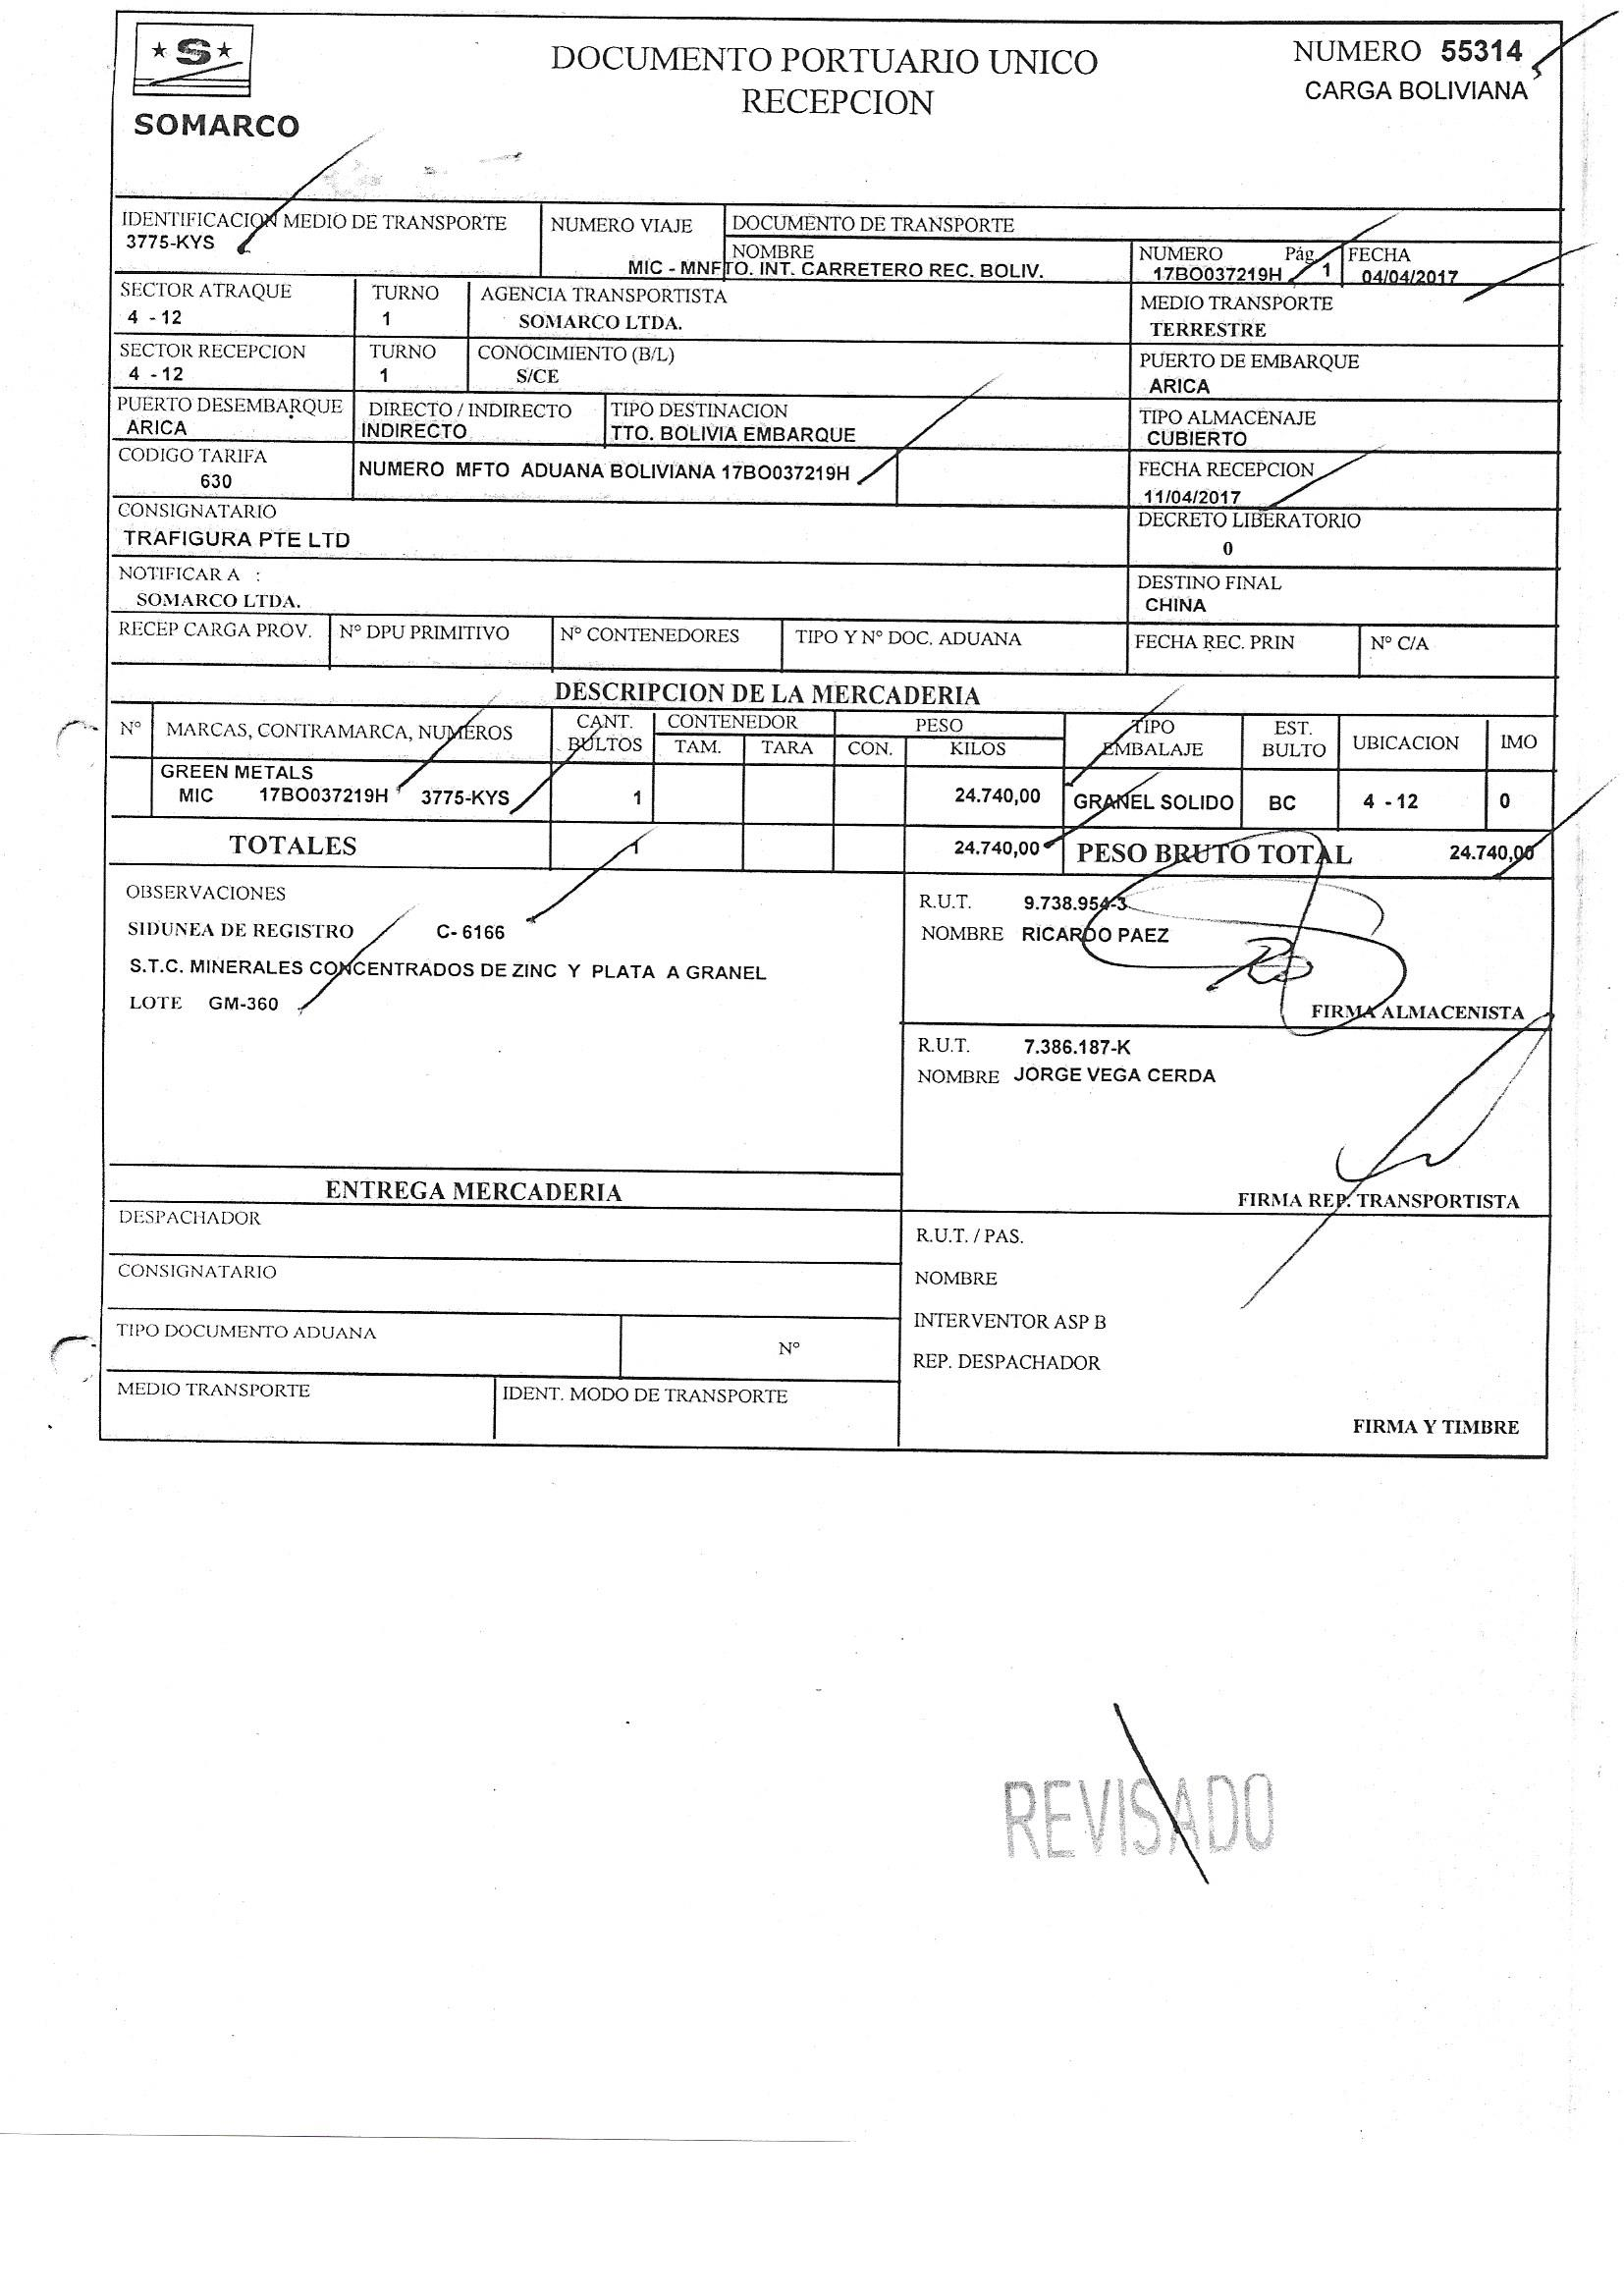 ★ S ★
SOMARCO
DOCUMENTO PORTUARIO UNICO
RECEPCION
NUMERO 55314
CARGA BOLIVIANA
IDENTIFICACION MEDIO DE TRANSPORTE
3775-KYS
NUMERO VIAJE
DOCUMENTO DE TRANSPORTE
NOMBRE
MIC - MNFTO. INT. CARRETERO REC. BOLIV.
NUMERO Pág.
17BO037219H 1
FECHA
04/04/2017
SECTOR ATRAQUE
4 - 12
TURNO
1
AGENCIA TRANSPORTISTA
SOMARCO LTDA.
MEDIO TRANSPORTE
TERRESTRE
SECTOR RECEPCION
4 - 12
TURNO
1
CONOCIMIENTO (B/L)
S/CE
PUERTO DE EMBARQUE
ARICA
PUERTO DESEMBARQUE
ARICA
DIRECTO / INDIRECTO
INDIRECTO
TIPO DESTINACION
TTO. BOLIVIA EMBARQUE
TIPO ALMACENAJE
CUBIERTO
CODIGO TARIFA
630
NUMERO MFTO ADUANA BOLIVIANA 17BO037219H
FECHA RECEPCION
11/04/2017
CONSIGNATARIO
TRAFIGURA PTE LTD
DECRETO LIBERATORIO
0
NOTIFICAR A :
SOMARCO LTDA.
DESTINO FINAL
CHINA
RECEP CARGA PROV.
N° DPU PRIMITIVO
N° CONTENEDORES
TIPO Y N° DOC. ADUANA
FECHA REC. PRIN
N° C/A
DESCRIPCION DE LA MERCADERIA
N°
MARCAS, CONTRAMARCA, NUMEROS
CANT.
BULTOS
CONTENEDOR
TAM. TARA
PESO
CON. KILOS
TIPO
EMBALAJE
EST.
BULTO
UBICACION
IMO
GREEN METALS
MIC 17BO037219H 3775-KYS
1
24.740,00
GRANEL SOLIDO
BC
4 - 12
0
TOTALES
1
24.740,00
PESO BRUTO TOTAL 24.740,00
OBSERVACIONES
SIDUNEA DE REGISTRO C- 6166
S.T.C. MINERALES CONCENTRADOS DE ZINC Y PLATA A GRANEL
LOTE GM-360
R.U.T. 9.738.954-3
NOMBRE RICARDO PAEZ
FIRMA ALMACENISTA
R.U.T. 7.386.187-K
NOMBRE JORGE VEGA CERDA
FIRMA REP. TRANSPORTISTA
ENTREGA MERCADERIA
DESPACHADOR
CONSIGNATARIO
TIPO DOCUMENTO ADUANA
N°
MEDIO TRANSPORTE
IDENT. MODO DE TRANSPORTE
R.U.T. / PAS.
NOMBRE
INTERVENTOR ASP B
REP. DESPACHADOR
FIRMA Y TIMBRE
REVISADO